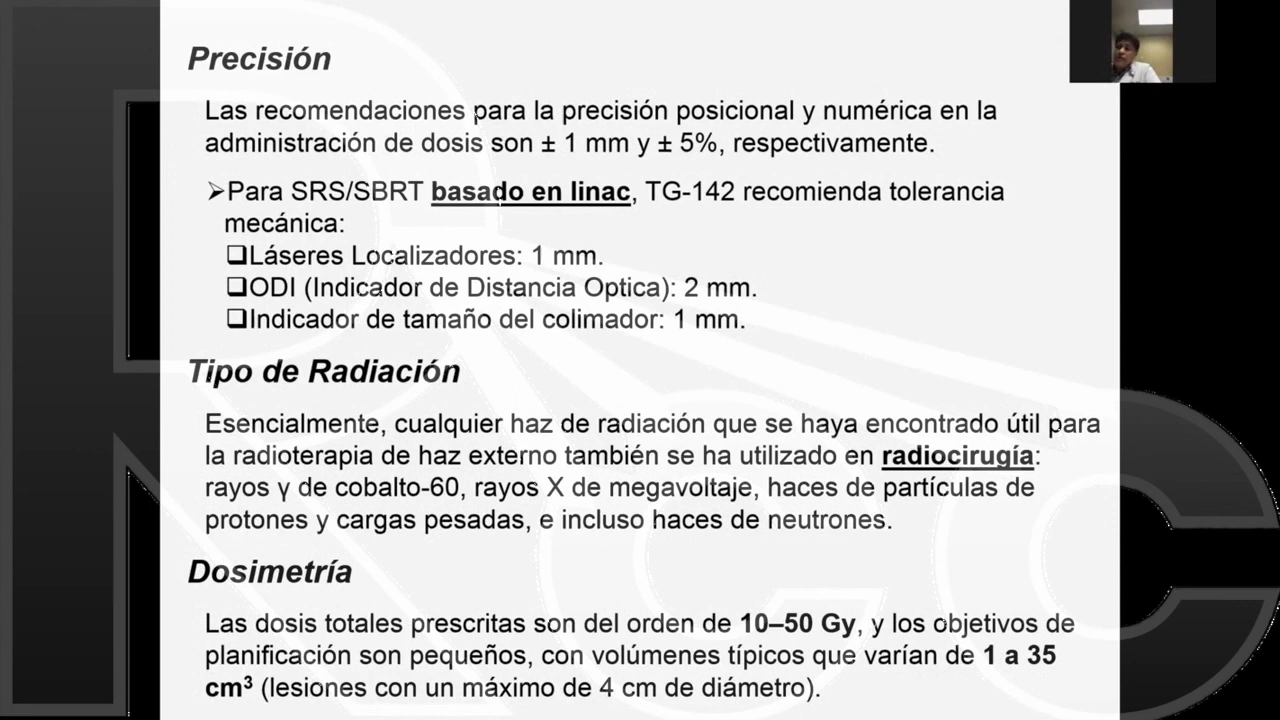 Precisión
Las recomendaciones para la precisión posicional y numérica en la
administración de dosis son ± 1 mm y ± 5%, respectivamente.
➢Para SRS/SBRT basado en linac, TG-142 recomienda tolerancia
mecánica:
❑Láseres Localizadores: 1 mm.
❑ODI (Indicador de Distancia Optica): 2 mm.
❑Indicador de tamaño del colimador: 1 mm.
Tipo de Radiación
Esencialmente, cualquier haz de radiación que se haya encontrado útil para
la radioterapia de haz externo también se ha utilizado en radiocirugía:
rayos γ de cobalto-60, rayos X de megavoltaje, haces de partículas de
protones y cargas pesadas, e incluso haces de neutrones.
Dosimetría
Las dosis totales prescritas son del orden de 10–50 Gy, y los objetivos de
planificación son pequeños, con volúmenes típicos que varían de 1 a 35
cm³ (lesiones con un máximo de 4 cm de diámetro).